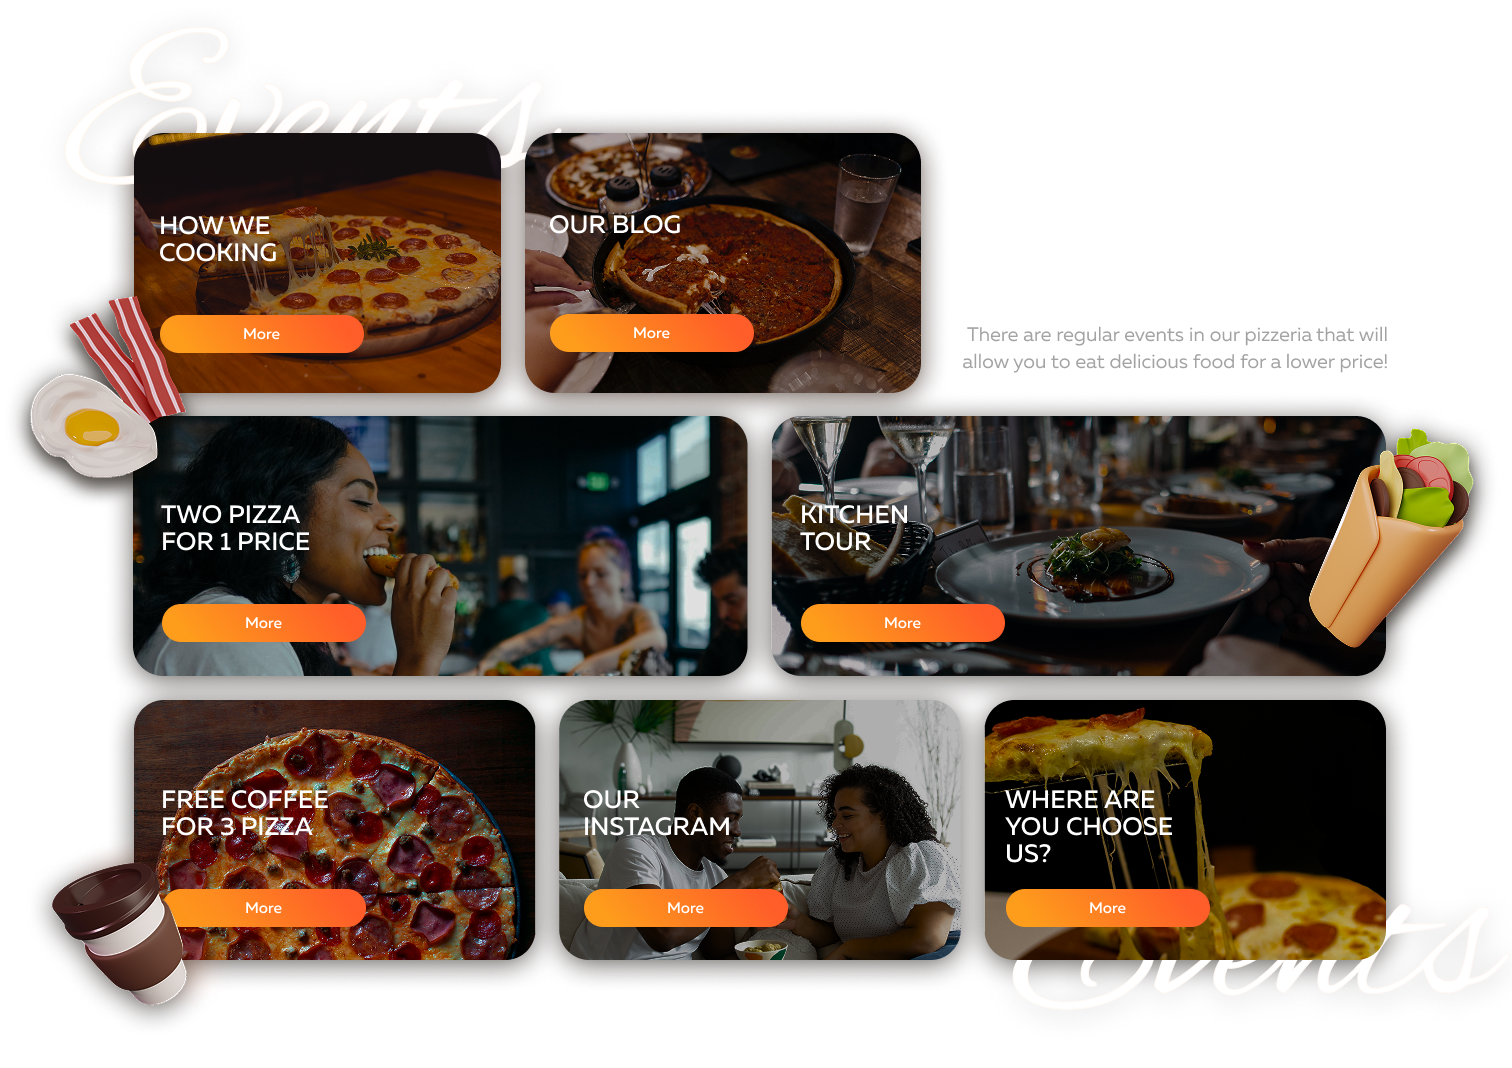 Events
HOW WE
COOKING
More
OUR BLOG
More
There are regular events in our pizzeria that will
allow you to eat delicious food for a lower price!
TWO PIZZA
FOR 1 PRICE
More
KITCHEN
TOUR
More
FREE COFFEE
FOR 3 PIZZA
More
OUR
INSTAGRAM
More
WHERE ARE
YOU CHOOSE
US?
More
Events